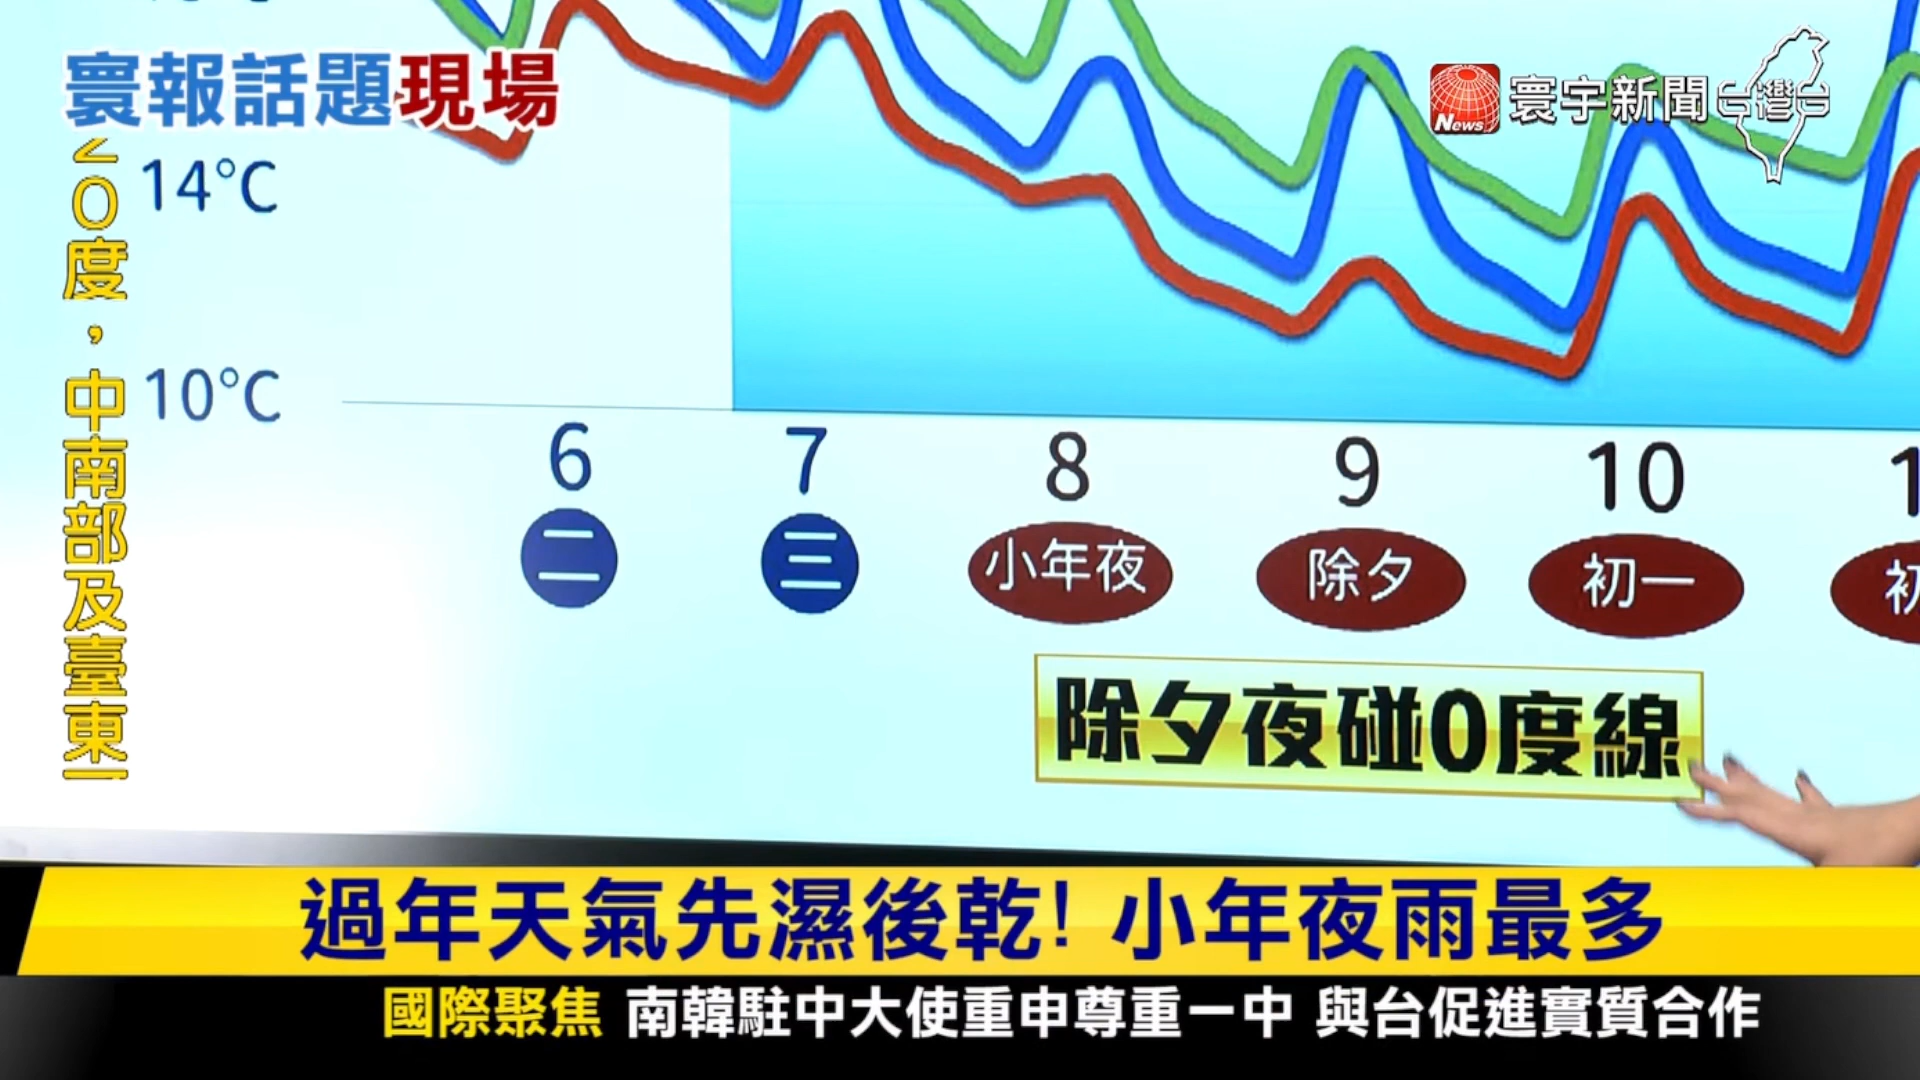 寰報話題現場
News 寰宇新聞 台灣台
20度，中南部及臺東
14°C
10°C
6 7 8 9 10
二 三 小年夜 除夕 初一
除夕夜碰0度線
過年天氣先濕後乾! 小年夜雨最多
國際聚焦 南韓駐中大使重申尊重一中 與台促進實質合作